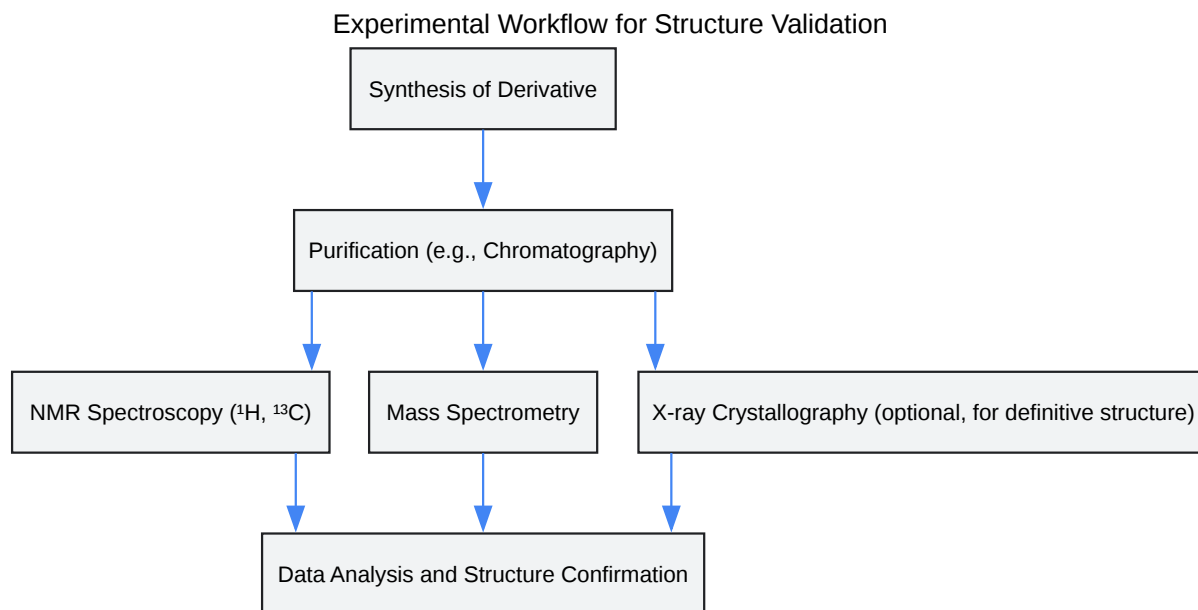 Experimental Workflow for Structure Validation
Synthesis of Derivative
Purification (e.g., Chromatography)
NMR Spectroscopy (¹H, ¹³C)
Mass Spectrometry
X-ray Crystallography (optional, for definitive structure)
Data Analysis and Structure Confirmation